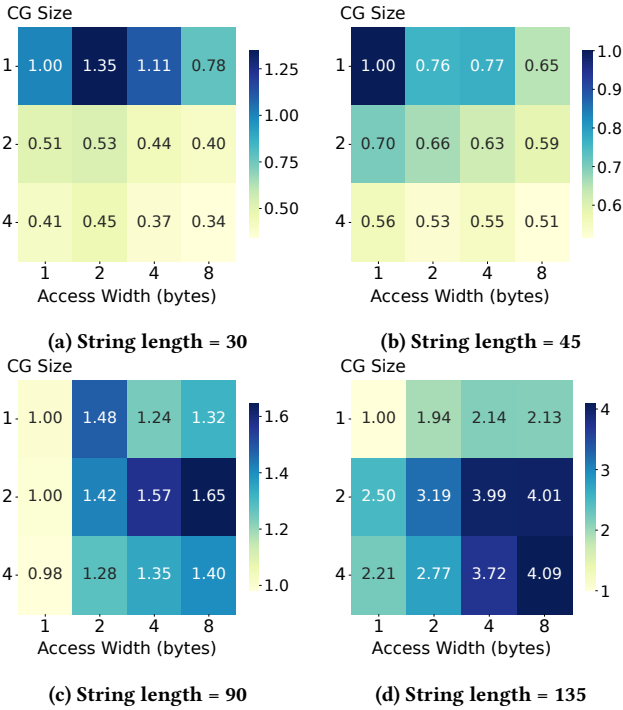 CG Size
1 1.00 1.35 1.11 0.78
2 0.51 0.53 0.44 0.40
4 0.41 0.45 0.37 0.34
1 2 4 8
Access Width (bytes)
1.25
1.00
0.75
0.50
(a) String length = 30
CG Size
1 1.00 0.76 0.77 0.65
2 0.70 0.66 0.63 0.59
4 0.56 0.53 0.55 0.51
1 2 4 8
Access Width (bytes)
1.0
0.9
0.8
0.7
0.6
(b) String length = 45
CG Size
1 1.00 1.48 1.24 1.32
2 1.00 1.42 1.57 1.65
4 0.98 1.28 1.35 1.40
1 2 4 8
Access Width (bytes)
1.6
1.4
1.2
1.0
(c) String length = 90
CG Size
1 1.00 1.94 2.14 2.13
2 2.50 3.19 3.99 4.01
4 2.21 2.77 3.72 4.09
1 2 4 8
Access Width (bytes)
4
3
2
1
(d) String length = 135